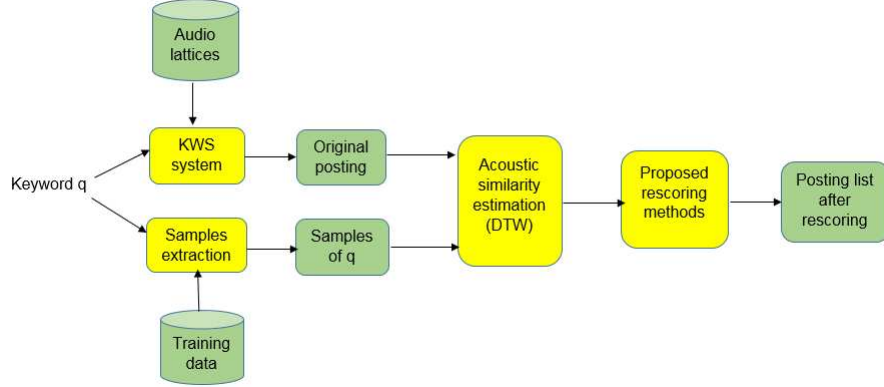 Audio
lattices
KWS
system
Original
posting
Keyword q
Acoustic
similarity
estimation
(DTW)
Proposed
rescoring
methods
Posting list
after
rescoring
Samples
extraction
Samples
of q
Training
data